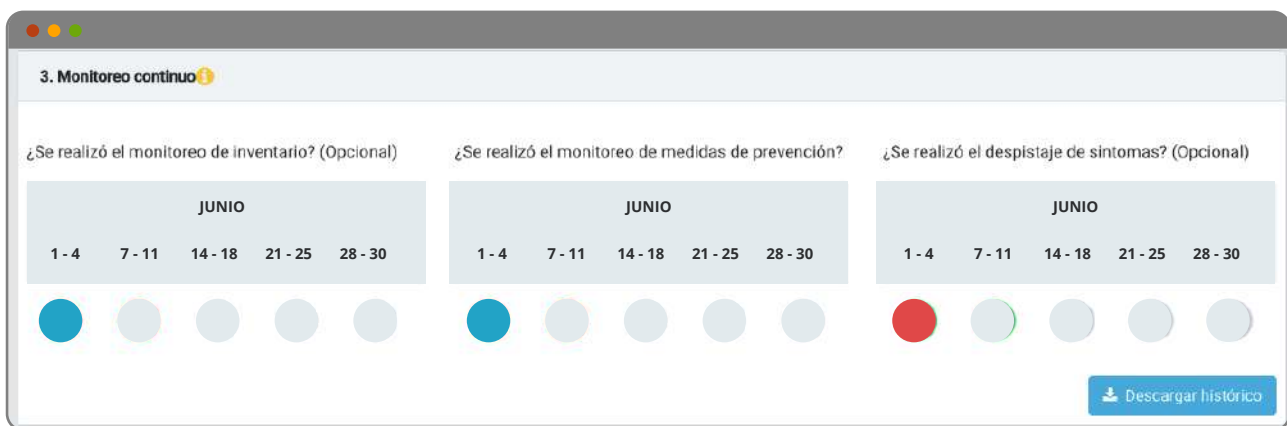 3. Monitoreo continuo
¿Se realizó el monitoreo de inventario? (Opcional)
JUNIO
1 - 4 7 - 11 14 - 18 21 - 25 28 - 30
¿Se realizó el monitoreo de medidas de prevención?
JUNIO
1 - 4 7 - 11 14 - 18 21 - 25 28 - 30
¿Se realizó el despistaje de sintomas? (Opcional)
JUNIO
1 - 4 7 - 11 14 - 18 21 - 25 28 - 30
Descargar histórico